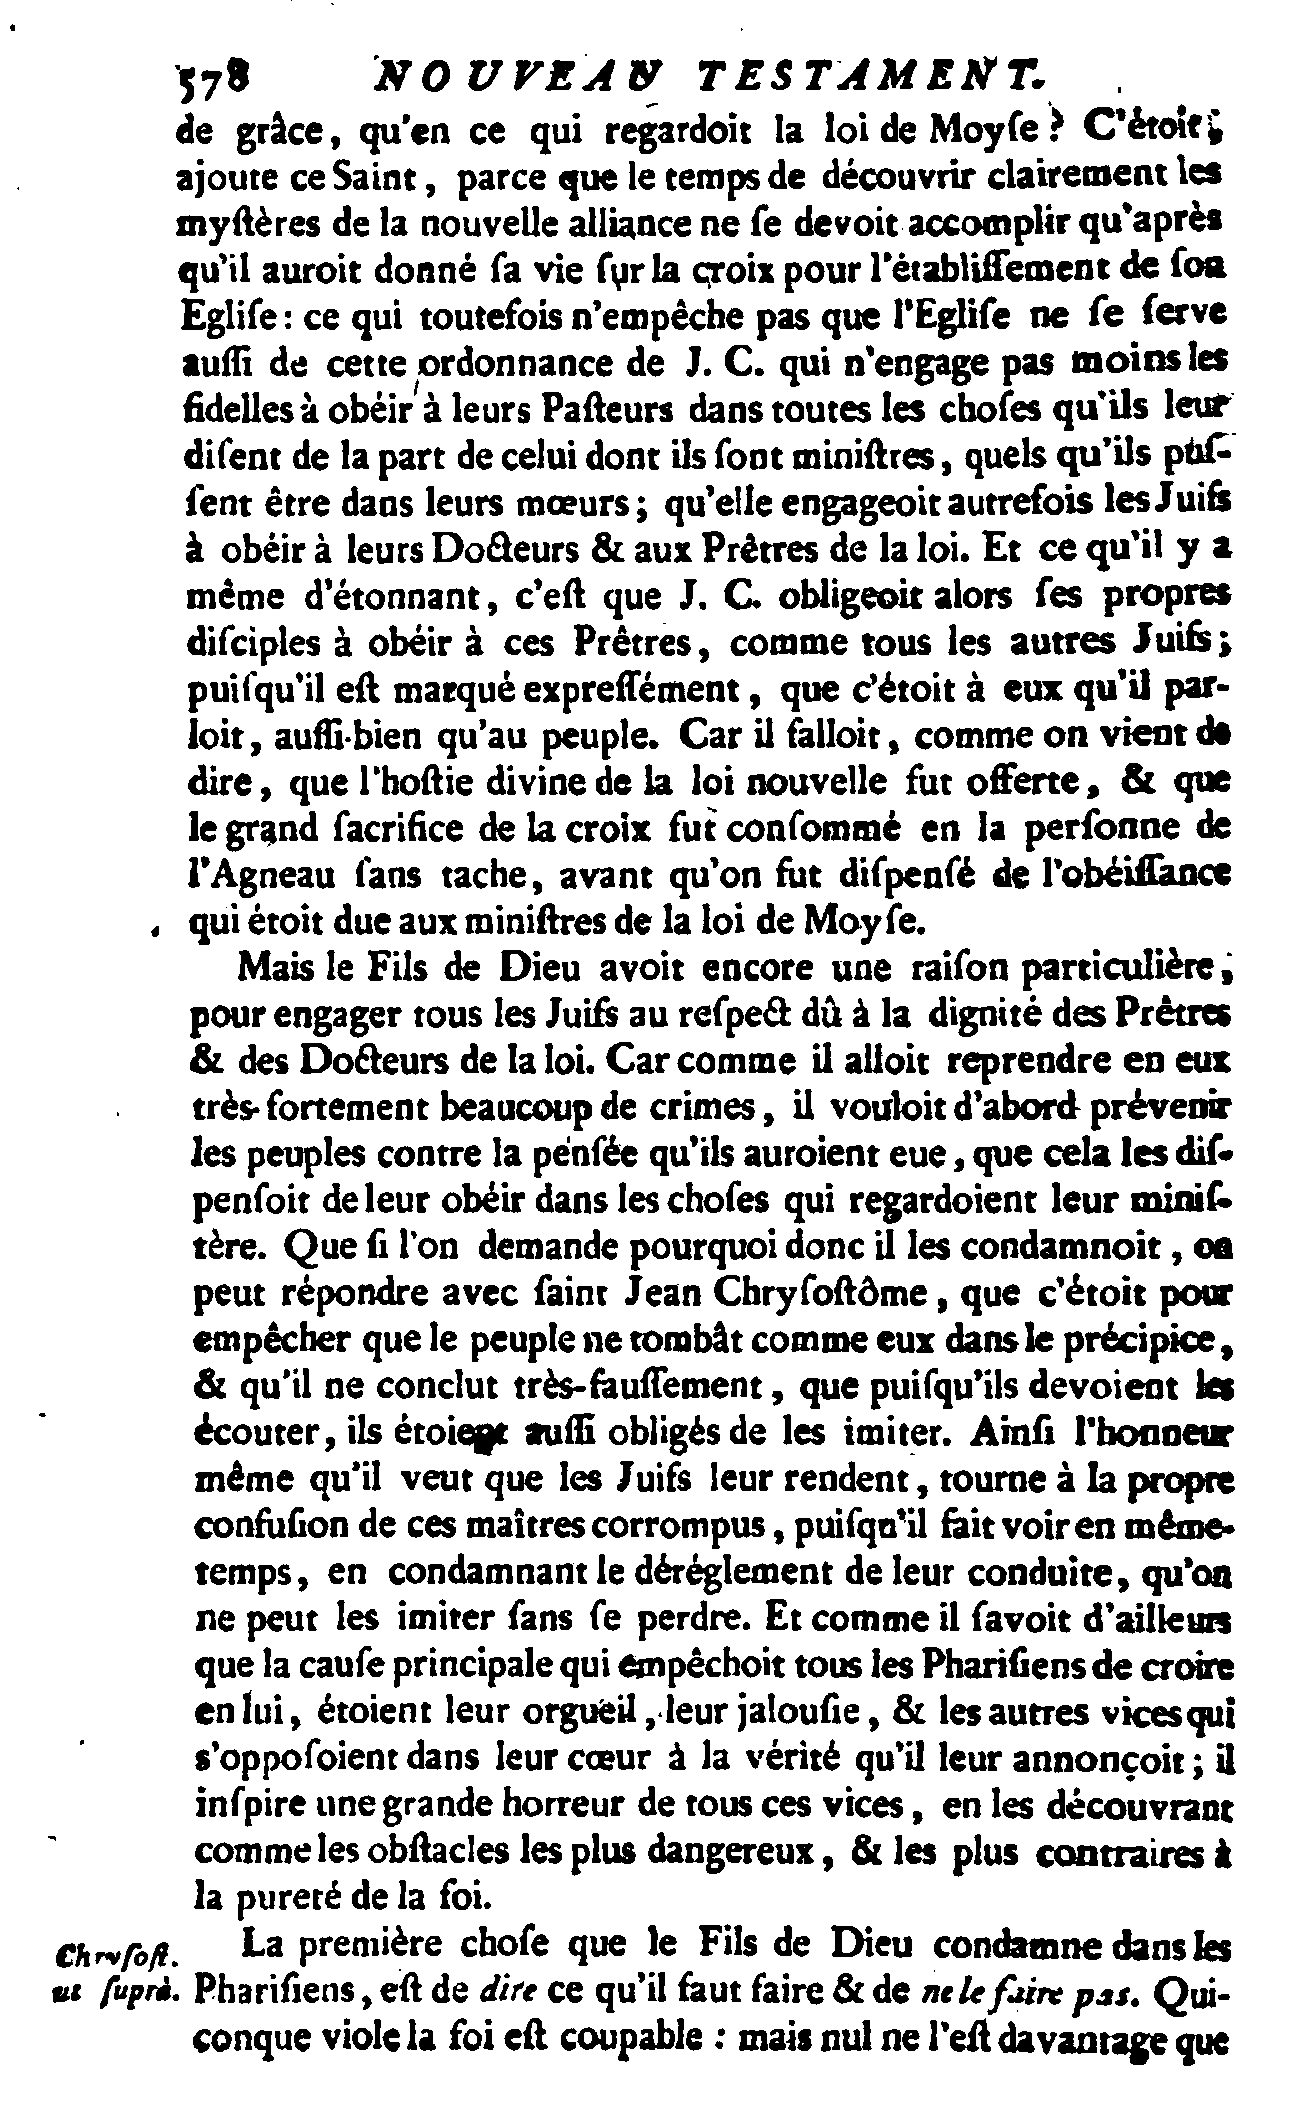 578 NOUVEAU TESTAMENT.
de grâce, qu'en ce qui regardoit la loi de Moyſe? C'étoit,
ajoute ce Saint, parce que le temps de découvrir clairement les
myſtères de la nouvelle alliance ne ſe devoit accomplir qu'après
qu'il auroit donné ſa vie ſur la croix pour l'établiſſement de ſon
Egliſe: ce qui toutefois n'empêche pas que l'Egliſe ne ſe ſerve
auſſi de cette ordonnance de J. C. qui n'engage pas moins les
fidelles à obéir à leurs Paſteurs dans toutes les choſes qu'ils leur
diſent de la part de celui dont ils ſont miniſtres, quels qu'ils puiſ-
ſent être dans leurs mœurs; qu'elle engageoit autrefois les Juifs
à obéir à leurs Docteurs & aux Prêtres de la loi. Et ce qu'il y a
même d'étonnant, c'eſt que J. C. obligeoit alors ſes propres
diſciples à obéir à ces Prêtres, comme tous les autres Juifs;
puiſqu'il eſt marqué expreſſément, que c'étoit à eux qu'il par-
loit, auſſi-bien qu'au peuple. Car il falloit, comme on vient de
dire, que l'hoſtie divine de la loi nouvelle fut offerte, & que
le grand ſacrifice de la croix fut conſommé en la perſonne de
l'Agneau ſans tache, avant qu'on fut diſpenſé de l'obéiſſance
qui étoit due aux miniſtres de la loi de Moyſe.
Mais le Fils de Dieu avoit encore une raiſon particulière,
pour engager tous les Juifs au reſpect dû à la dignité des Prêtres
& des Docteurs de la loi. Car comme il alloit reprendre en eux
très-fortement beaucoup de crimes, il vouloit d'abord prévenir
les peuples contre la penſée qu'ils auroient eue, que cela les diſ-
penſoit de leur obéir dans les choſes qui regardoient leur miniſ-
tère. Que ſi l'on demande pourquoi donc il les condamnoit, on
peut répondre avec ſaint Jean Chryſoſtôme, que c'étoit pour
empêcher que le peuple ne tombât comme eux dans le précipice,
& qu'il ne conclut très-fauſſement, que puiſqu'ils devoient les
écouter, ils étoient auſſi obligés de les imiter. Ainſi l'honneur
même qu'il veut que les Juifs leur rendent, tourne à la propre
confuſion de ces maîtres corrompus, puiſqu'il fait voir en même-
temps, en condamnant le déréglement de leur conduite, qu'on
ne peut les imiter ſans ſe perdre. Et comme il ſavoit d'ailleurs
que la cauſe principale qui empêchoit tous les Phariſiens de croire
en lui, étoient leur orgueil, leur jalouſie, & les autres vices qui
s'oppoſoient dans leur cœur à la vérité qu'il leur annonçoit; il
inſpire une grande horreur de tous ces vices, en les découvrant
comme les obſtacles les plus dangereux, & les plus contraires à
la pureté de la foi.
Chryſoſt. La première choſe que le Fils de Dieu condamne dans les
ut ſuprà. Phariſiens, eſt de dire ce qu'il faut faire & de ne le faire pas. Qui-
conque viole la foi eſt coupable : mais nul ne l'eſt davantage que